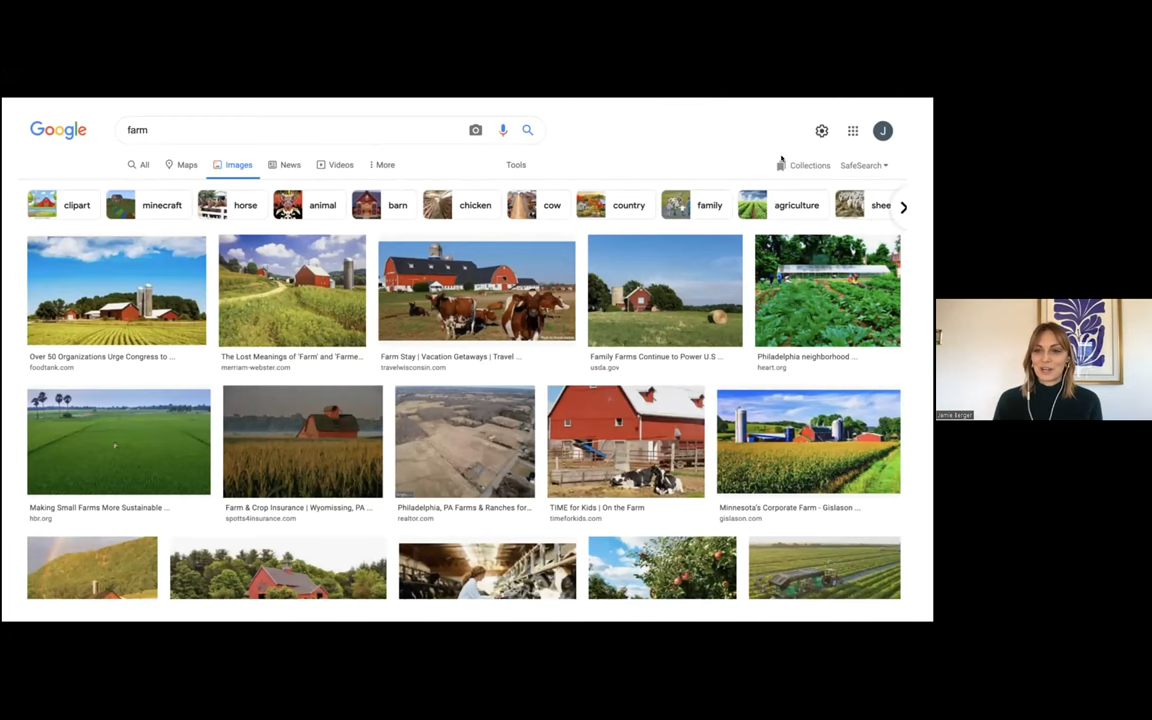 Google
farm
J
All
Maps
Images
News
Videos
More
Tools
Collections
SafeSearch
clipart
minecraft
horse
animal
barn
chicken
cow
country
family
agriculture
shee
Over 50 Organizations Urge Congress to ...
foodtank.com
The Lost Meanings of 'Farm' and 'Farme...
merriam-webster.com
Farm Stay | Vacation Getaways | Travel ...
travelwisconsin.com
Family Farms Continue to Power U.S ...
usda.gov
Philadelphia neighborhood ...
heart.org
Making Small Farms More Sustainable ...
hbr.org
Farm & Crop Insurance | Wyomissing, PA ...
spotts4insurance.com
Philadelphia, PA Farms & Ranches for...
realtor.com
TIME for Kids | On the Farm
timeforkids.com
Minnesota's Corporate Farm - Gislason ...
gislason.com
Jamie Berger